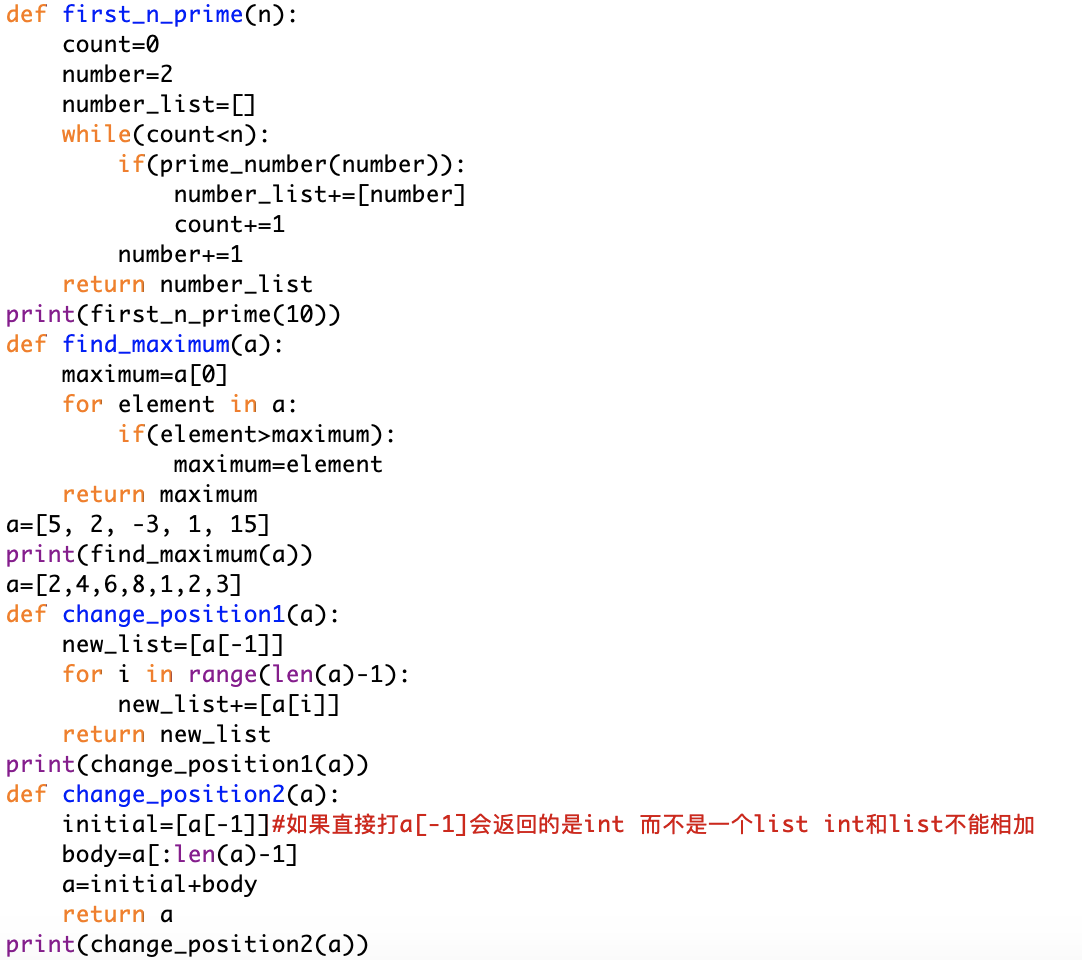 def first_n_prime(n):
    count=0
    number=2
    number_list=[]
    while(count<n):
        if(prime_number(number)):
            number_list+=[number]
            count+=1
        number+=1
    return number_list
print(first_n_prime(10))
def find_maximum(a):
    maximum=a[0]
    for element in a:
        if(element>maximum):
            maximum=element
    return maximum
a=[5, 2, -3, 1, 15]
print(find_maximum(a))
a=[2,4,6,8,1,2,3]
def change_position1(a):
    new_list=[a[-1]]
    for i in range(len(a)-1):
        new_list+=[a[i]]
    return new_list
print(change_position1(a))
def change_position2(a):
    initial=[a[-1]]#如果直接打a[-1]会返回的是int 而不是一个list int和list不能相加
    body=a[:len(a)-1]
    a=initial+body
    return a
print(change_position2(a))